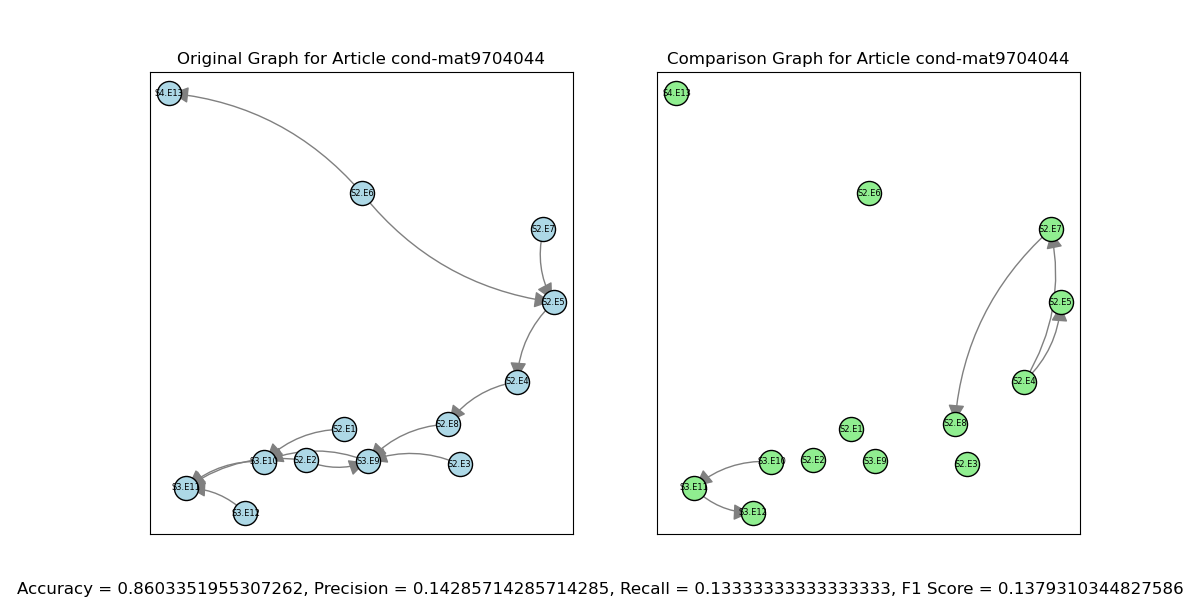 Original Graph for Article cond-mat9704044
S4.E13
S2.E6
S2.E7
S2.E5
S2.E4
S2.E8
S2.E1
S3.E10
S2.E2
S3.E9
S2.E3
S3.E11
S3.E12
Comparison Graph for Article cond-mat9704044
S4.E13
S2.E6
S2.E7
S2.E5
S2.E4
S2.E8
S2.E1
S3.E10
S2.E2
S3.E9
S2.E3
S3.E11
S3.E12
Accuracy = 0.8603351955307262, Precision = 0.14285714285714285, Recall = 0.13333333333333333, F1 Score = 0.1379310344827586